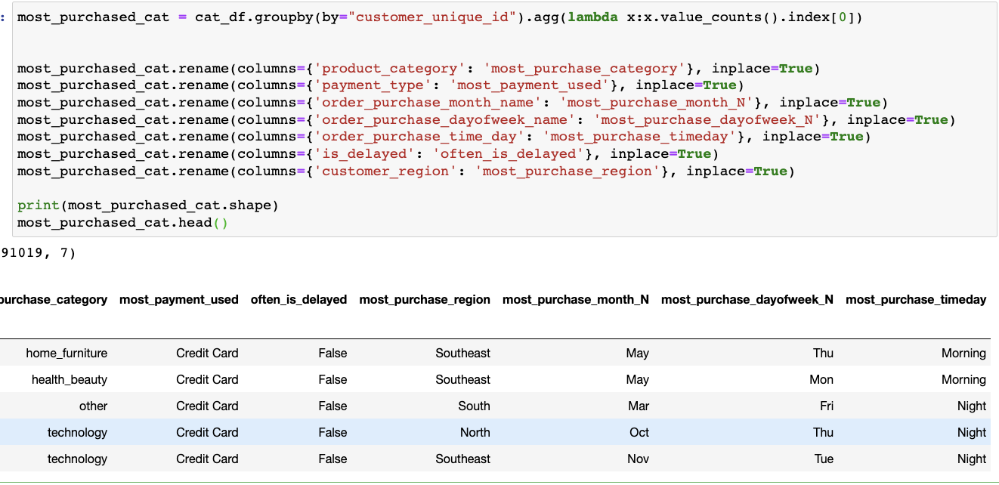 : most_purchased_cat = cat_df.groupby(by="customer_unique_id").agg(lambda x:x.value_counts().index[0])
most_purchased_cat.rename(columns={'product_category': 'most_purchase_category'}, inplace=True)
most_purchased_cat.rename(columns={'payment_type': 'most_payment_used'}, inplace=True)
most_purchased_cat.rename(columns={'order_purchase_month_name': 'most_purchase_month_N'}, inplace=True)
most_purchased_cat.rename(columns={'order_purchase_dayofweek_name': 'most_purchase_dayofweek_N'}, inplace=True)
most_purchased_cat.rename(columns={'order_purchase_time_day': 'most_purchase_timeday'}, inplace=True)
most_purchased_cat.rename(columns={'is_delayed': 'often_is_delayed'}, inplace=True)
most_purchased_cat.rename(columns={'customer_region': 'most_purchase_region'}, inplace=True)
print(most_purchased_cat.shape)
most_purchased_cat.head()
91019, 7)
purchase_category most_payment_used often_is_delayed most_purchase_region most_purchase_month_N most_purchase_dayofweek_N most_purchase_timeday
home_furniture Credit Card False Southeast May Thu Morning
health_beauty Credit Card False Southeast May Mon Morning
other Credit Card False South Mar Fri Night
technology Credit Card False North Oct Thu Night
technology Credit Card False Southeast Nov Tue Night